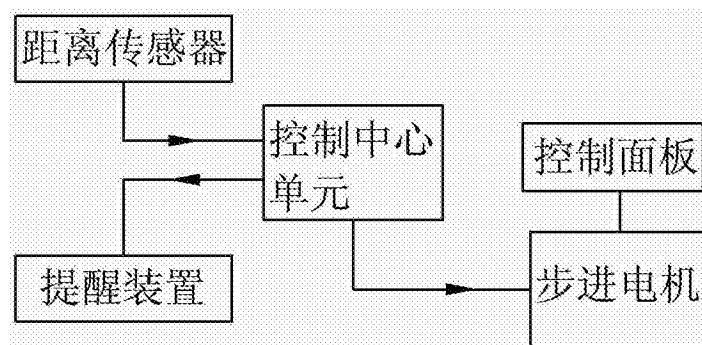 距离传感器
控制中心
单元
控制面板
提醒装置
步进电机